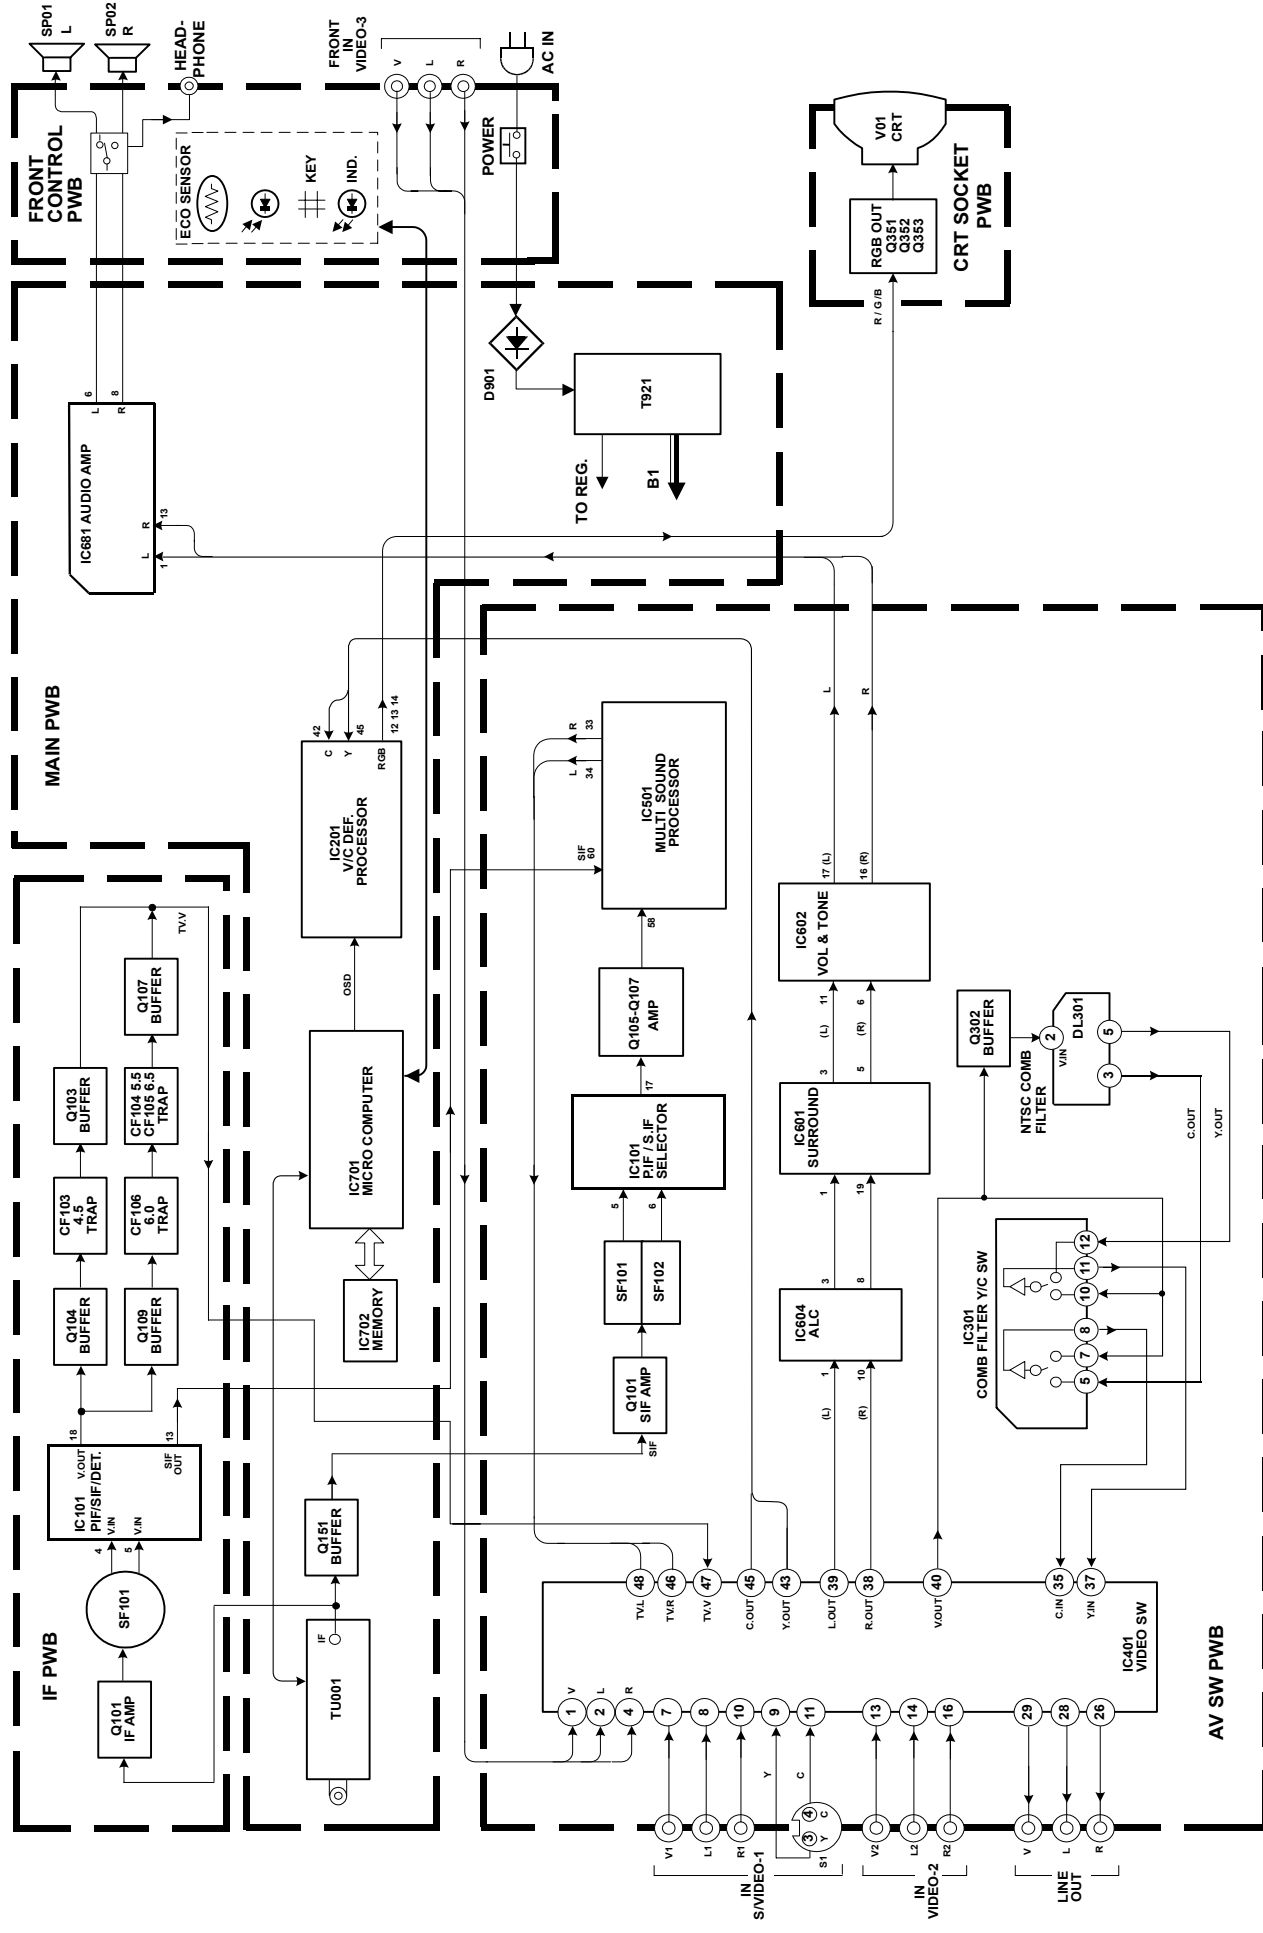 IF PWB
Q101
IF AMP
SF101
4
5
IC101
PIF/SIF/DET.
V.IN
V.IN
V.OUT
18
SIF
OUT
13
Q104
BUFFER
CF103
4.5
TRAP
Q103
BUFFER
Q109
BUFFER
CF106
6.0
TRAP
CF104 5.5
CF105 6.5
TRAP
Q107
BUFFER
TV.V
MAIN PWB
TU001
IF
Q151
BUFFER
IC702
MEMORY
IC701
MICRO COMPUTER
OSD
IC201
V/C DEF.
PROCESSOR
C
42
Y
45
RGB
12 13 14
IC681 AUDIO AMP
L
1
R
13
L
6
R
8
D901
T921
TO REG.
B1
FRONT
CONTROL
PWB
SP01
L
SP02
R
HEAD-
PHONE
ECO SENSOR
KEY
IND.
FRONT
IN
VIDEO-3
V
L
R
POWER
AC IN
CRT SOCKET
PWB
R / G /B
RGB OUT
Q351
Q352
Q353
V01
CRT
AV SW PWB
SIF
Q101
SIF AMP
SF101
SF102
5
6
IC101
P.IF / S.IF
SELECTOR
17
Q105-Q107
AMP
58
SIF
60
IC501
MULTI SOUND
PROCESSOR
L
34
R
33
IC604
ALC
(L)
1
(R)
10
3
8
IC601
SURROUND
1
19
3
(L)
11
5
(R)
6
IC602
VOL & TONE
17 (L)
16 (R)
L
R
Q302
BUFFER
NTSC COMB
FILTER
2
V.IN
DL301
3
5
C.OUT
Y.OUT
IC301
COMB FILTER Y/C SW
5
7
8
10
11
12
IC401
VIDEO SW
48
TV.L
46
TV.R
47
TV.V
45
C.OUT
43
Y.OUT
39
L.OUT
38
R.OUT
40
V.OUT
35
C.IN
37
Y.IN
1
V
2
L
4
R
7
8
10
9
11
13
14
16
29
28
26
Y
C
V1
L1
R1
S1
3
Y
4
C
IN
S/VIDEO-1
V2
L2
R2
IN
VIDEO-2
V
L
R
LINE
OUT